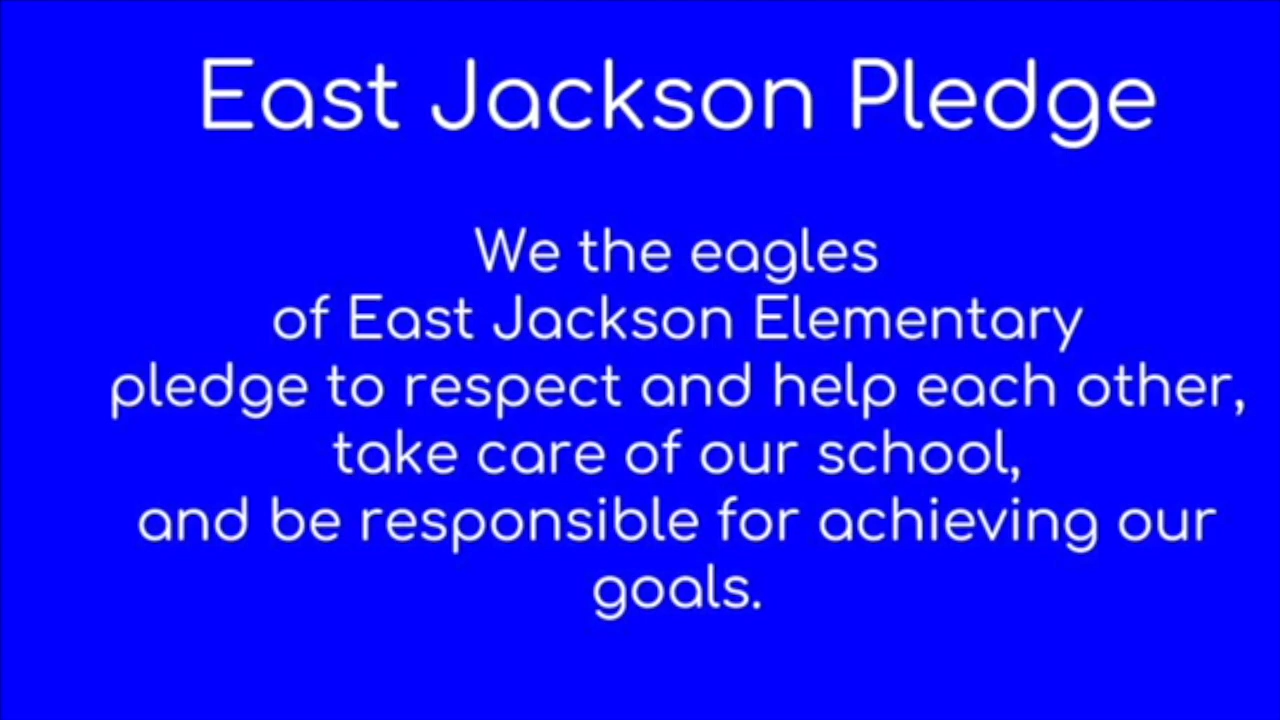 East Jackson Pledge
We the eagles
of East Jackson Elementary
pledge to respect and help each other,
take care of our school,
and be responsible for achieving our
goals.